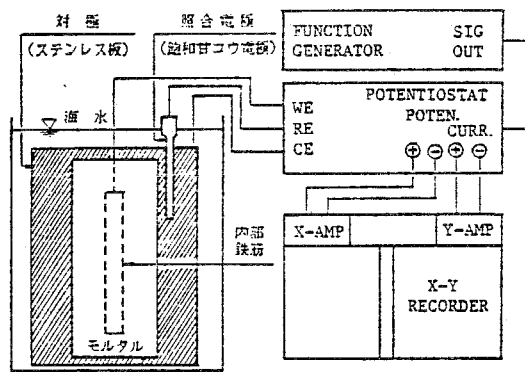 対極
(ステンレス板)
照合電極
(飽和甘コウ電極)
海水
内部
鉄筋
モルタル
FUNCTION
GENERATOR
SIG
OUT
POTENTIOSTAT
WE
RE
CE
POTEN.
CURR.
⊕ ⊖ ⊕ ⊖
X-AMP
Y-AMP
X-Y
RECORDER